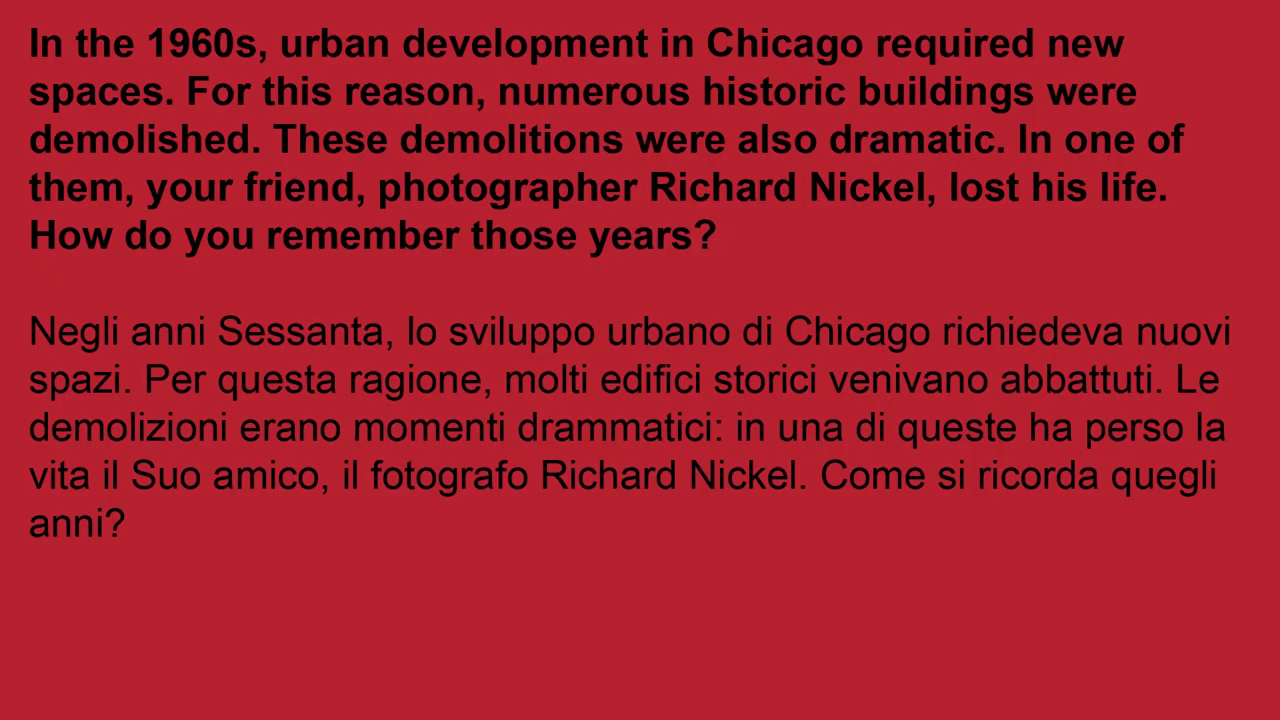 In the 1960s, urban development in Chicago required new
spaces. For this reason, numerous historic buildings were
demolished. These demolitions were also dramatic. In one of
them, your friend, photographer Richard Nickel, lost his life.
How do you remember those years?
Negli anni Sessanta, lo sviluppo urbano di Chicago richiedeva nuovi
spazi. Per questa ragione, molti edifici storici venivano abbattuti. Le
demolizioni erano momenti drammatici: in una di queste ha perso la
vita il Suo amico, il fotografo Richard Nickel. Come si ricorda quegli
anni?